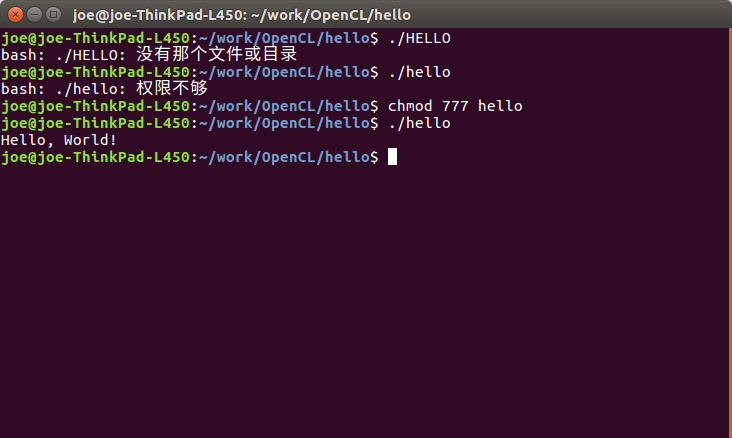 joe@joe-ThinkPad-L450: ~/work/OpenCL/hello
joe@joe-ThinkPad-L450:~/work/OpenCL/hello$ ./HELLO
bash: ./HELLO: 没有那个文件或目录
joe@joe-ThinkPad-L450:~/work/OpenCL/hello$ ./hello
bash: ./hello: 权限不够
joe@joe-ThinkPad-L450:~/work/OpenCL/hello$ chmod 777 hello
joe@joe-ThinkPad-L450:~/work/OpenCL/hello$ ./hello
Hello, World!
joe@joe-ThinkPad-L450:~/work/OpenCL/hello$